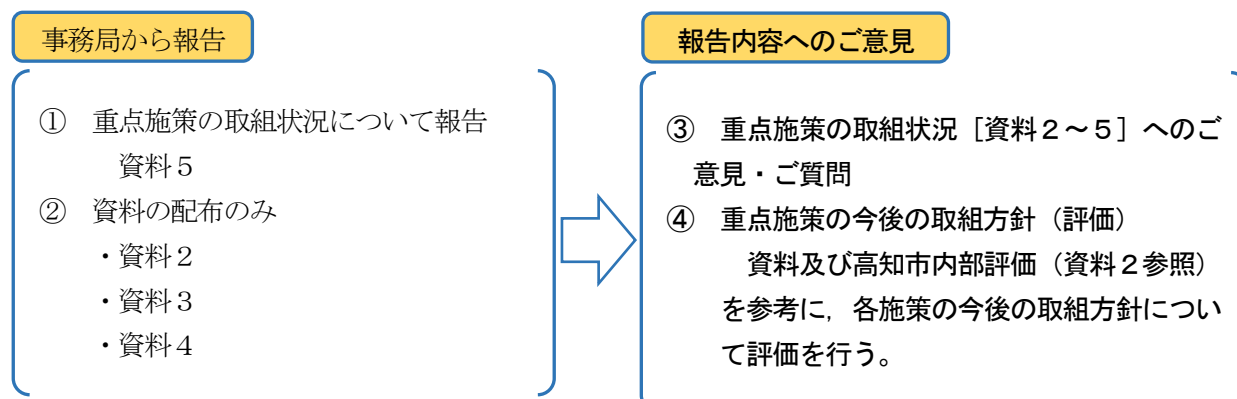 事務局から報告
① 重点施策の取組状況について報告
資料５
② 資料の配布のみ
・資料２
・資料３
・資料４
報告内容へのご意見
③ 重点施策の取組状況［資料２～５］へのご
意見・ご質問
④ 重点施策の今後の取組方針（評価）
資料及び高知市内部評価（資料２参照）
を参考に，各施策の今後の取組方針につい
て評価を行う。